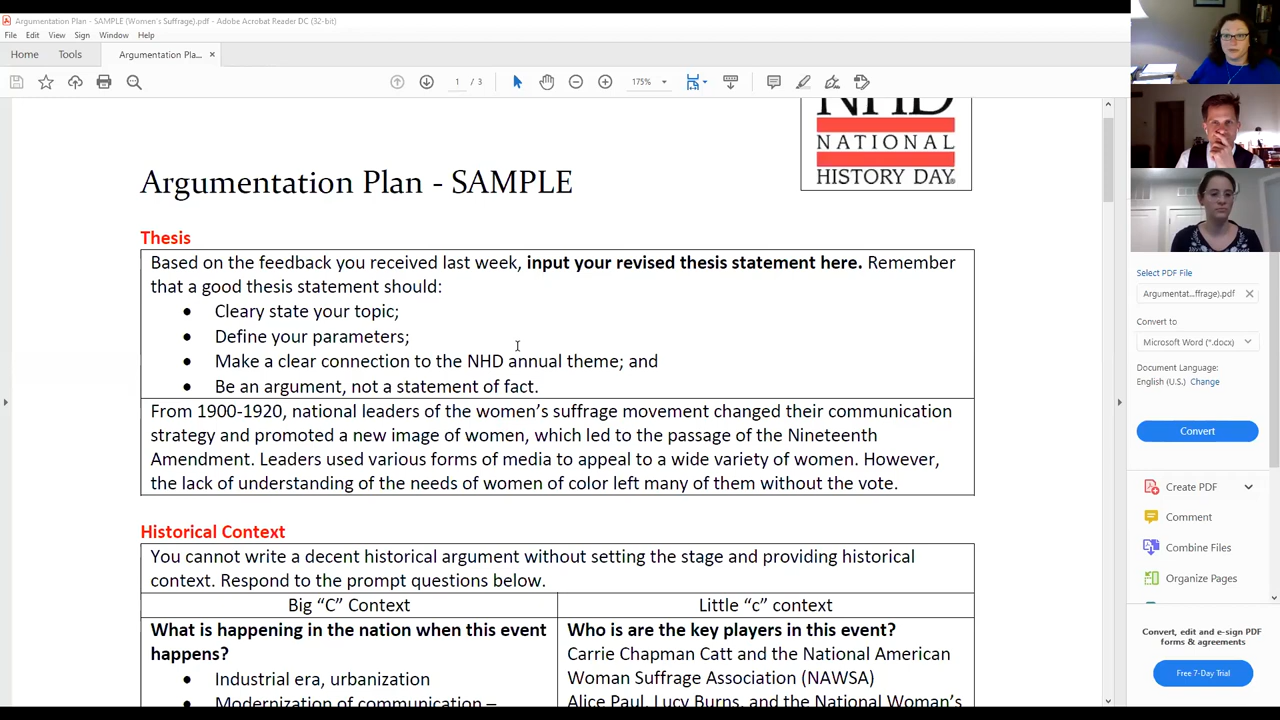 Argumentation Plan - SAMPLE (Women's Suffrage).pdf - Adobe Acrobat Reader DC (32-bit)
File Edit View Sign Window Help
Home Tools Argumentation Pla... ×
1 / 3 175%
NHD
NATIONAL
HISTORY DAY®
Argumentation Plan - SAMPLE
Thesis
Based on the feedback you received last week, input your revised thesis statement here. Remember
that a good thesis statement should:
• Cleary state your topic;
• Define your parameters;
• Make a clear connection to the NHD annual theme; and
• Be an argument, not a statement of fact.
From 1900-1920, national leaders of the women's suffrage movement changed their communication
strategy and promoted a new image of women, which led to the passage of the Nineteenth
Amendment. Leaders used various forms of media to appeal to a wide variety of women. However,
the lack of understanding of the needs of women of color left many of them without the vote.
Historical Context
You cannot write a decent historical argument without setting the stage and providing historical
context. Respond to the prompt questions below.
Big “C” Context
Little “c” context
What is happening in the nation when this event
happens?
• Industrial era, urbanization
• Modernization of communication –
Who is are the key players in this event?
Carrie Chapman Catt and the National American
Woman Suffrage Association (NAWSA)
Alice Paul, Lucy Burns, and the National Woman's
Select PDF File
Argumentat...ffrage).pdf ×
Convert to
Microsoft Word (*.docx)
Document Language:
English (U.S.) Change
Convert
Create PDF
Comment
Combine Files
Organize Pages
Convert, edit and e-sign PDF
forms & agreements
Free 7-Day Trial